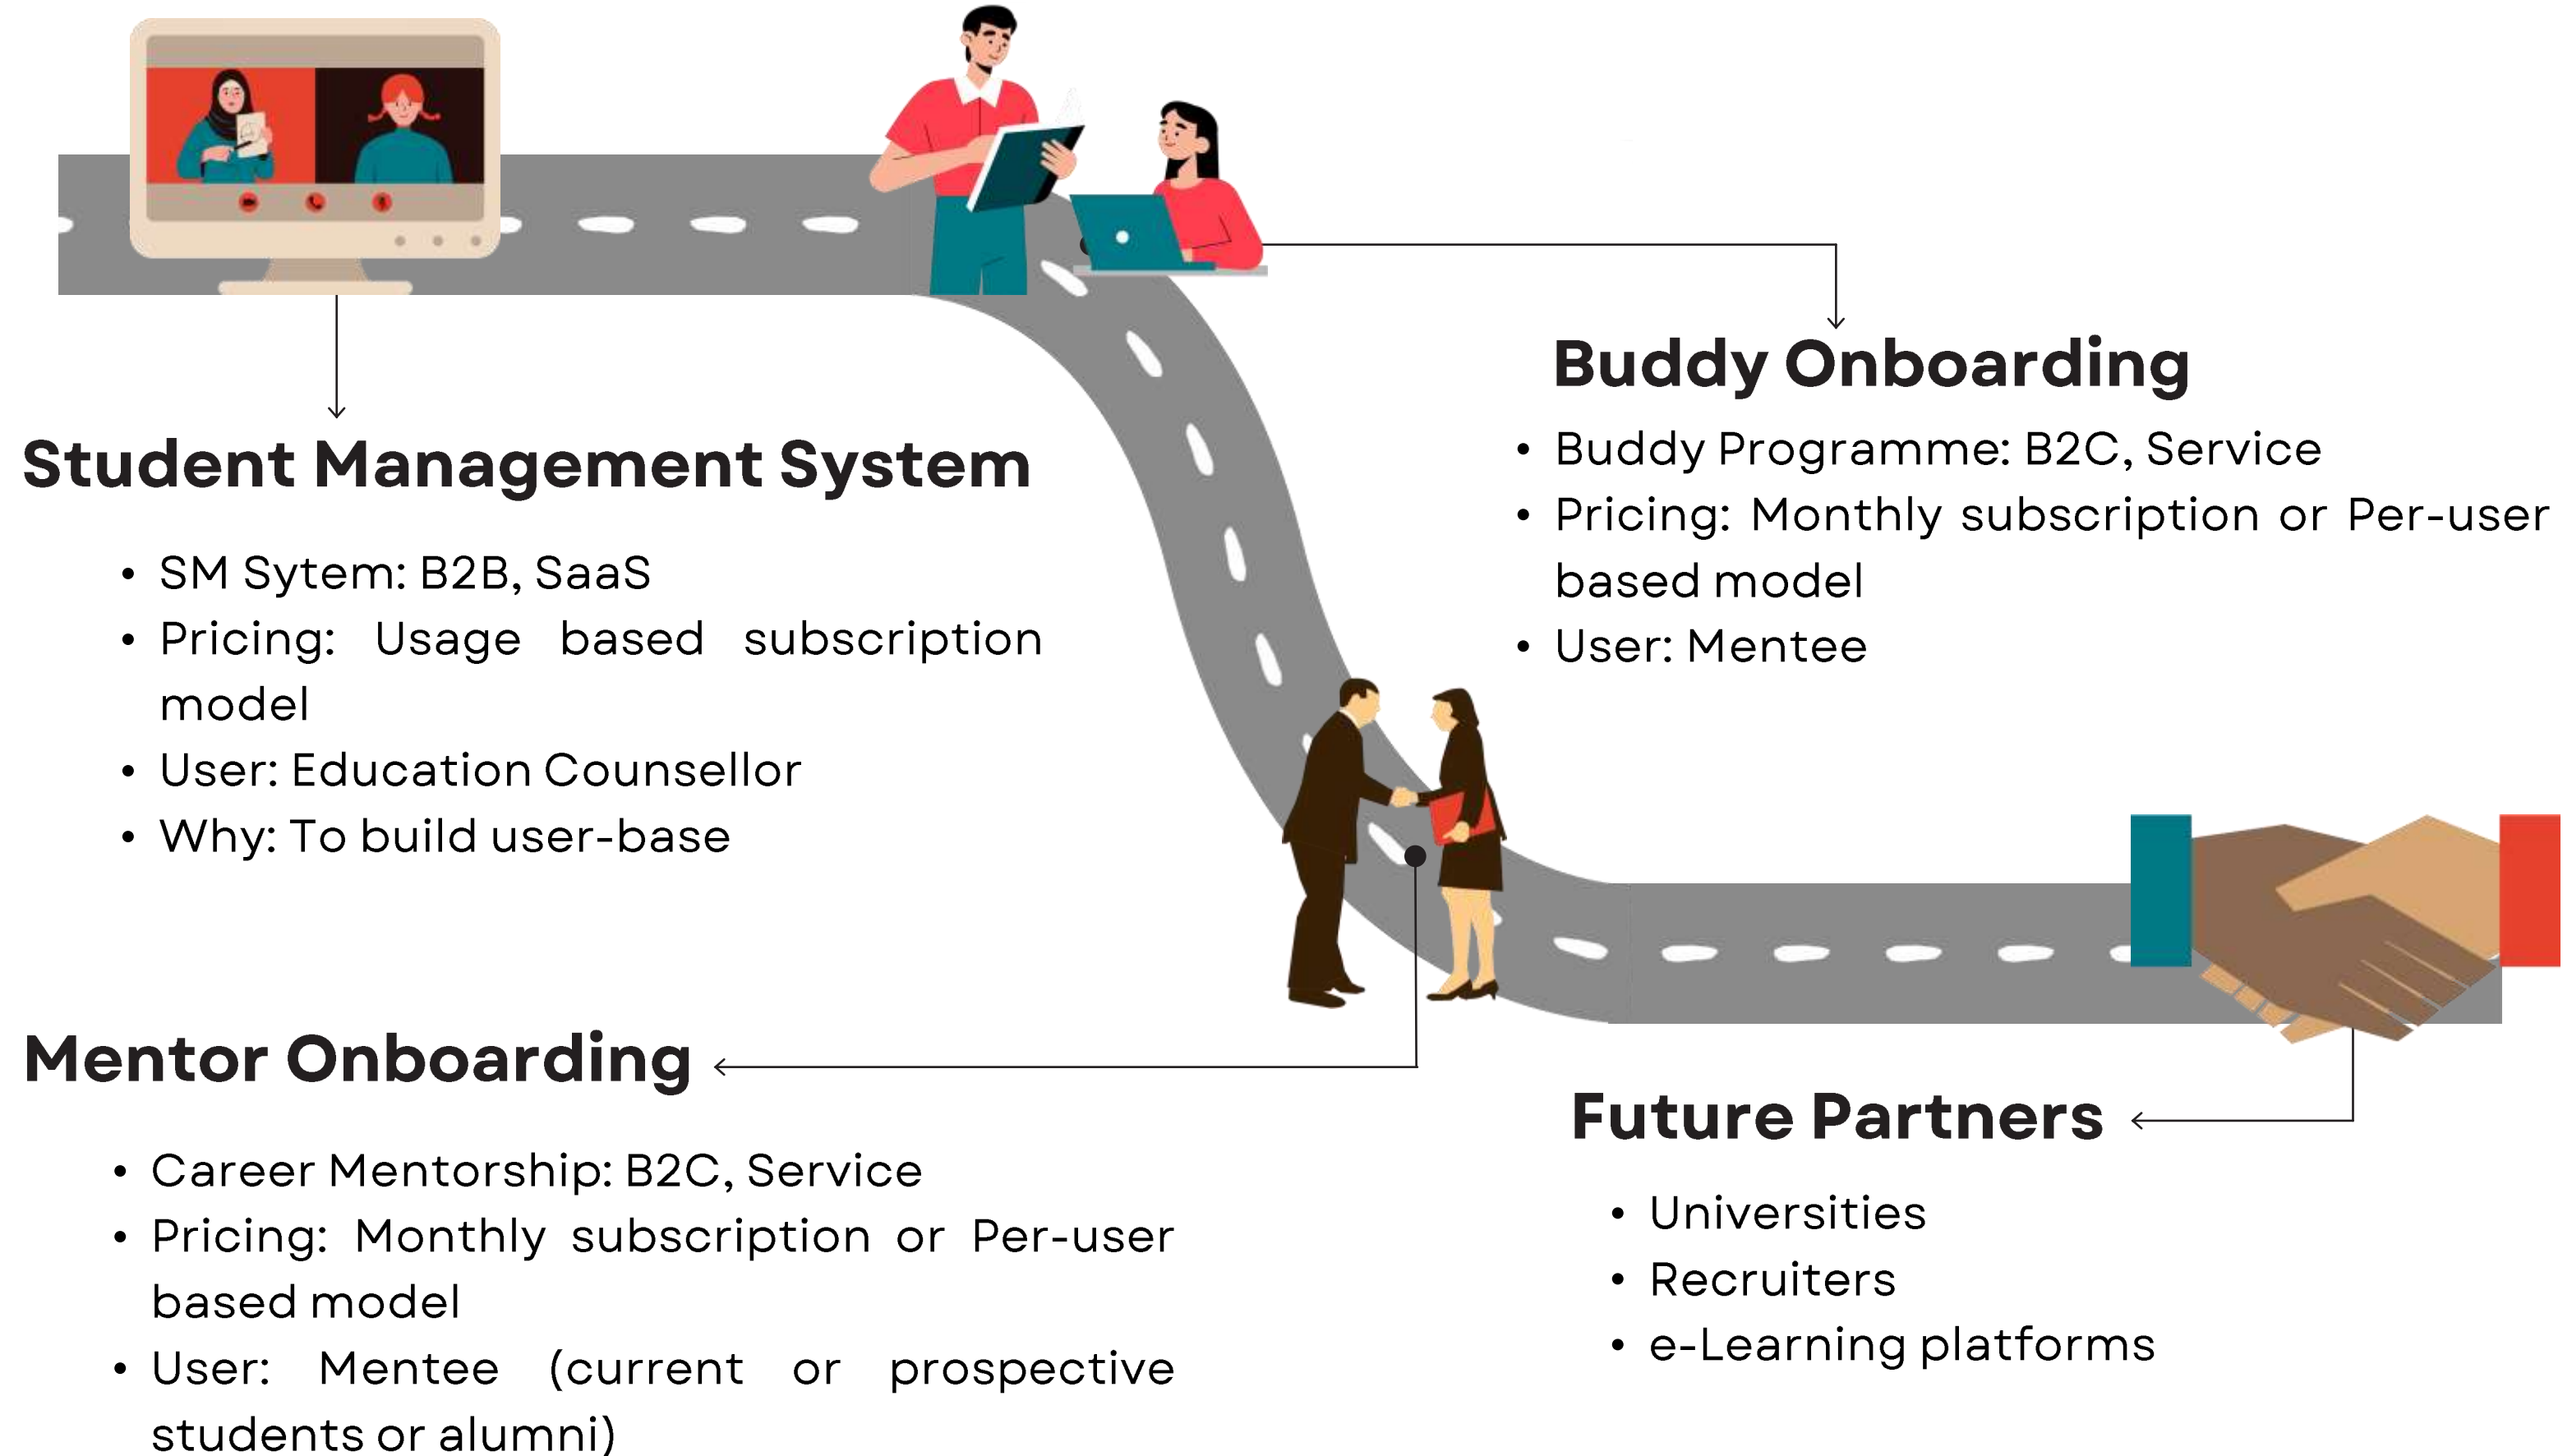 Student Management System
• SM Sytem: B2B, SaaS
• Pricing: Usage based subscription
model
• User: Education Counsellor
• Why: To build user-base
Buddy Onboarding
• Buddy Programme: B2C, Service
• Pricing: Monthly subscription or Per-user
based model
• User: Mentee
Mentor Onboarding
• Career Mentorship: B2C, Service
• Pricing: Monthly subscription or Per-user
based model
• User: Mentee (current or prospective
students or alumni)
Future Partners
• Universities
• Recruiters
• e-Learning platforms